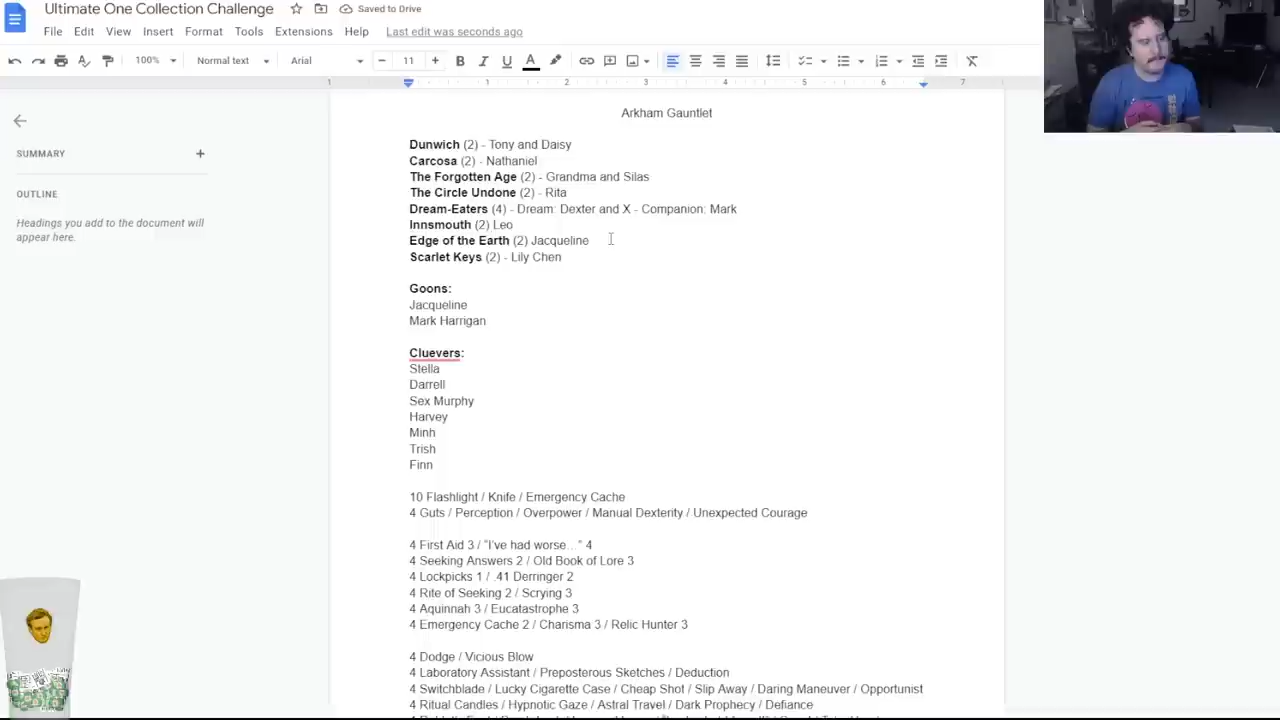 Ultimate One Collection Challenge
Saved to Drive
File Edit View Insert Format Tools Extensions Help Last edit was seconds ago
100% Normal text Arial 11 B I U A
1 1 2 3 4 5 6 7
SUMMARY
OUTLINE
Headings you add to the document will
appear here.
Arkham Gauntlet
Dunwich (2) - Tony and Daisy
Carcosa (2) - Nathaniel
The Forgotten Age (2) - Grandma and Silas
The Circle Undone (2) - Rita
Dream-Eaters (4) - Dream: Dexter and X - Companion: Mark
Innsmouth (2) Leo
Edge of the Earth (2) Jacqueline
Scarlet Keys (2) - Lily Chen
Goons:
Jacqueline
Mark Harrigan
Cluevers:
Stella
Darrell
Sex Murphy
Harvey
Minh
Trish
Finn
10 Flashlight / Knife / Emergency Cache
4 Guts / Perception / Overpower / Manual Dexterity / Unexpected Courage
4 First Aid 3 / "I've had worse…" 4
4 Seeking Answers 2 / Old Book of Lore 3
4 Lockpicks 1 / .41 Derringer 2
4 Rite of Seeking 2 / Scrying 3
4 Aquinnah 3 / Eucatastrophe 3
4 Emergency Cache 2 / Charisma 3 / Relic Hunter 3
4 Dodge / Vicious Blow
4 Laboratory Assistant / Preposterous Sketches / Deduction
4 Switchblade / Lucky Cigarette Case / Cheap Shot / Slip Away / Daring Maneuver / Opportunist
4 Ritual Candles / Hypnotic Gaze / Astral Travel / Dark Prophecy / Defiance